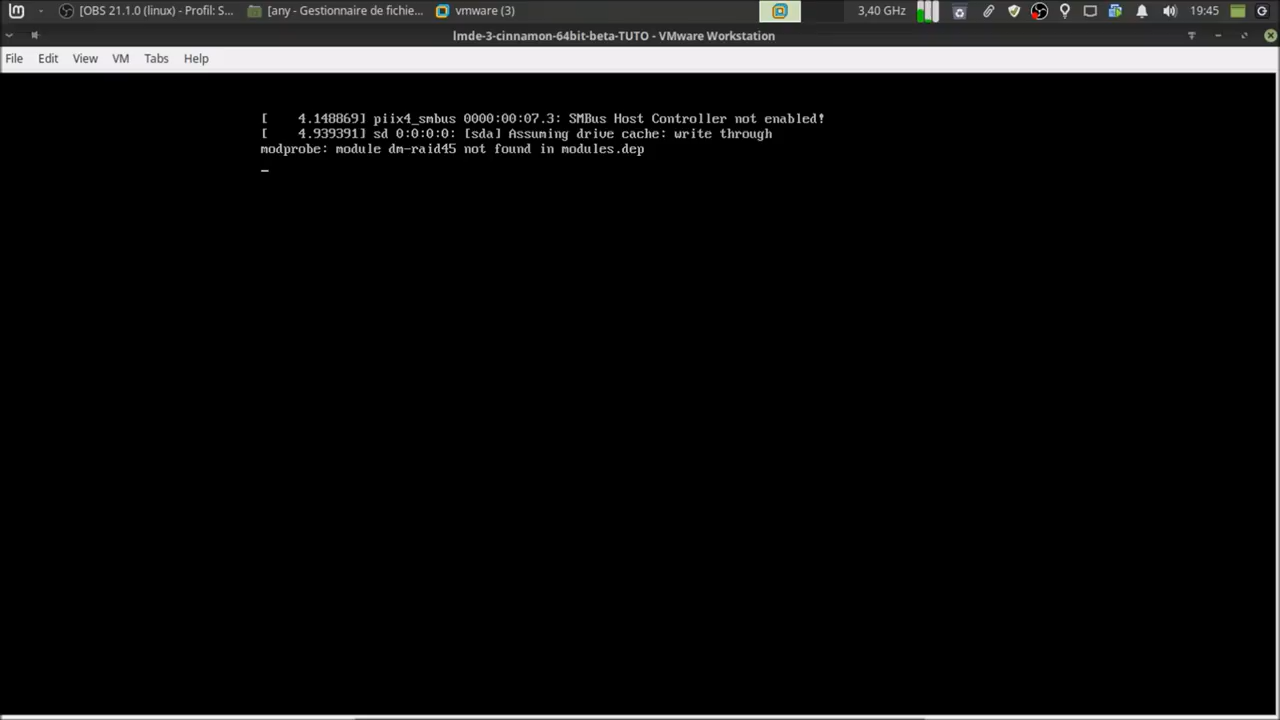 [OBS 21.1.0 (linux) - Profil: S...
[any - Gestionnaire de fichie...
vmware (3)
3,40 GHz
19:45
lmde-3-cinnamon-64bit-beta-TUTO - VMware Workstation
File Edit View VM Tabs Help
[    4.148869] piix4_smbus 0000:00:07.3: SMBus Host Controller not enabled!
[    4.939391] sd 0:0:0:0: [sda] Assuming drive cache: write through
modprobe: module dm-raid45 not found in modules.dep
_